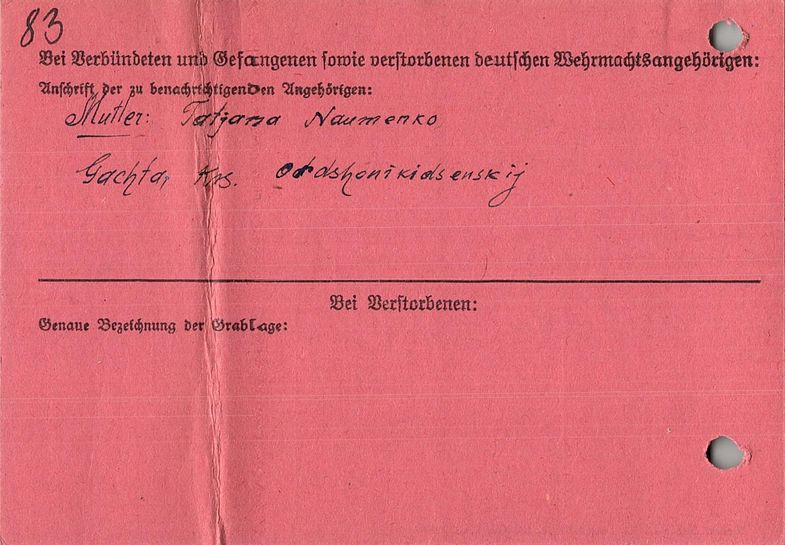 83
Bei Verbündeten und Gefangenen sowie verstorbenen deutschen Wehrmachtsangehörigen:
Anschrift der zu benachrichtigenden Angehörigen:
Mutter: Tatjana Naumenko
Gachta, Krs. Ordshonikidsenskij
Bei Verstorbenen:
Genaue Bezeichnung der Grablage: